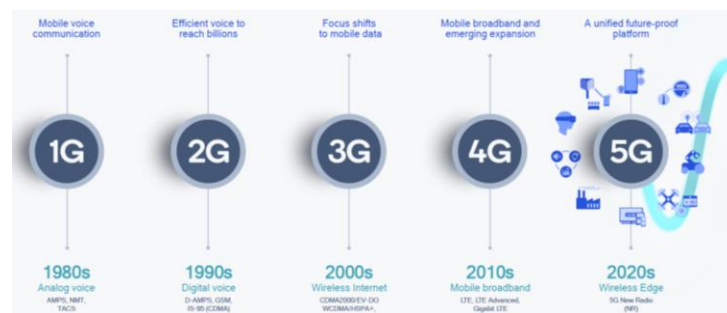 Mobile voice
communication
Efficient voice to
reach billions
Focus shifts
to mobile data
Mobile broadband and
emerging expansion
A unified future-proof
platform
1G
2G
3G
4G
5G
1980s
Analog voice
AMPS, NMT,
TACS
1990s
Digital voice
D-AMPS, GSM,
IS-95 (CDMA)
2000s
Wireless Internet
CDMA2000/EV-DO
WCDMA/HSPA+,
2010s
Mobile broadband
LTE, LTE Advanced,
Gigabit LTE
2020s
Wireless Edge
5G New Radio
(NR)